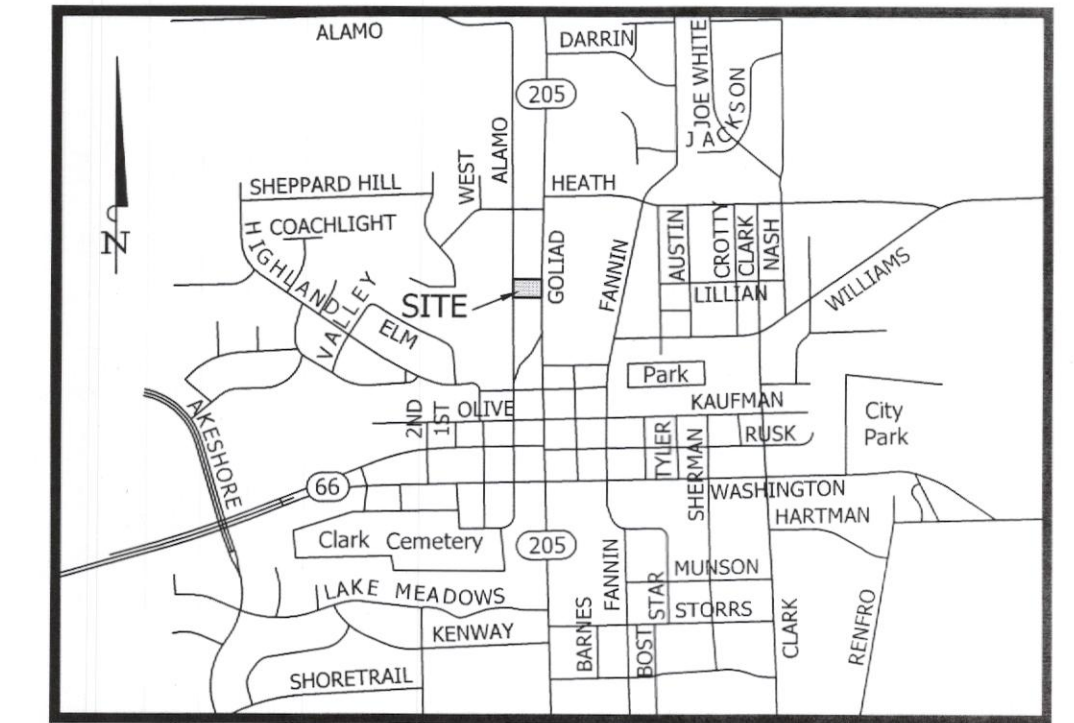 ALAMO
DARRIN
JOE WHITE
JACKSON
205
WEST
ALAMO
SHEPPARD HILL
HEATH
COACHLIGHT
HIGHLAND
N
GOLIAD
FANNIN
AUSTIN
CROTTY
CLARK
NASH
LILLIAN
WILLIAMS
VALLEY
SITE
ELM
Park
2ND
1ST
OLIVE
KAUFMAN
City
Park
AKESHORE
TYLER
SHERMAN
RUSK
66
WASHINGTON
HARTMAN
Clark Cemetery
205
FANNIN
STAR
MUNSON
LAKE MEADOWS
STORRS
KENWAY
BARNES
BOST
CLARK
RENFRO
SHORETRAIL